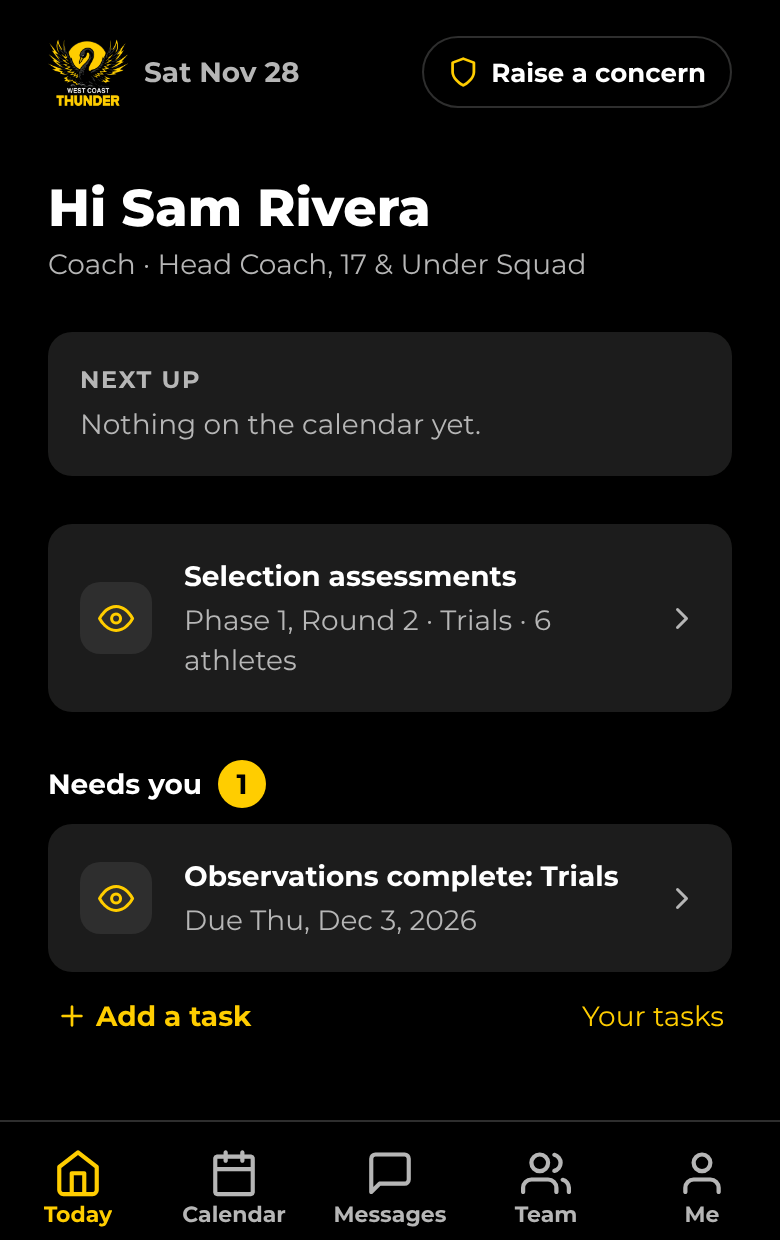 WEST COAST
THUNDER
Sat Nov 28
Raise a concern
Hi Sam Rivera
Coach · Head Coach, 17 & Under Squad
NEXT UP
Nothing on the calendar yet.
Selection assessments
Phase 1, Round 2 · Trials · 6
athletes
Needs you 1
Observations complete: Trials
Due Thu, Dec 3, 2026
+ Add a task
Your tasks
Today
Calendar
Messages
Team
Me